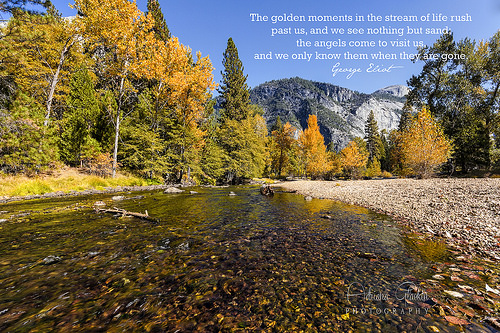 The golden moments in the stream of life rush
past us, and we see nothing but sand;
the angels come to visit us,
and we only know them when they are gone.
George Eliot
PHOTOGRAPHY